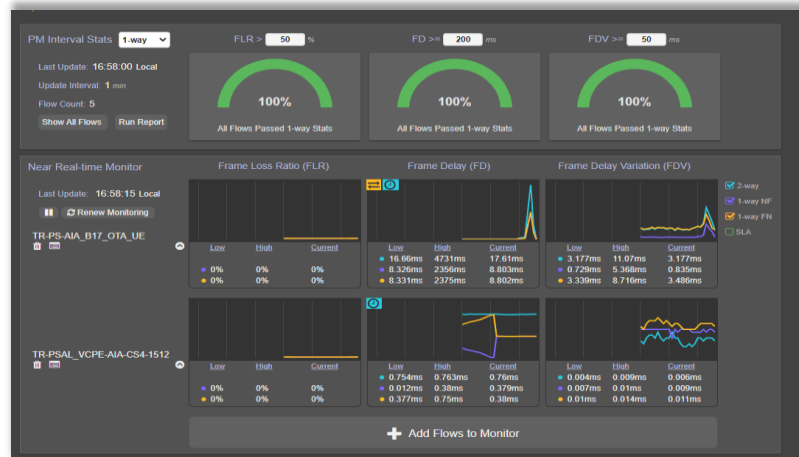 PM Interval Stats 1-way
FLR > 50 %
FD >= 200 ms
FDV >= 50 ms
Last Update: 16:58:00 Local
Update Interval: 1 min
Flow Count: 5
Show All Flows Run Report
100%
All Flows Passed 1-way Stats
100%
All Flows Passed 1-way Stats
100%
All Flows Passed 1-way Stats
Near Real-time Monitor
Frame Loss Ratio (FLR)
Frame Delay (FD)
Frame Delay Variation (FDV)
Last Update: 16:58:15 Local
Renew Monitoring
2-way
1-way NF
1-way FN
SLA
TR-PS-AIA_B17_OTA_UE
Low High Current
0% 0% 0%
0% 0% 0%
Low High Current
16.66ms 4731ms 17.61ms
8.326ms 2356ms 8.803ms
8.331ms 2375ms 8.802ms
Low High Current
3.177ms 11.07ms 3.177ms
0.729ms 5.368ms 0.835ms
3.339ms 8.716ms 3.486ms
TR-PSAL_VCPE-AIA-CS4-1512
Low High Current
0% 0% 0%
0% 0% 0%
Low High Current
0.754ms 0.763ms 0.76ms
0.012ms 0.38ms 0.379ms
0.377ms 0.75ms 0.38ms
Low High Current
0.004ms 0.009ms 0.006ms
0.007ms 0.01ms 0.009ms
0.01ms 0.014ms 0.011ms
Add Flows to Monitor